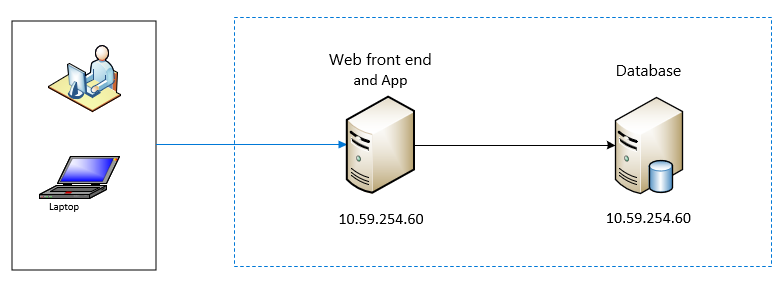 Web front end
and App
Database
Laptop
10.59.254.60
10.59.254.60